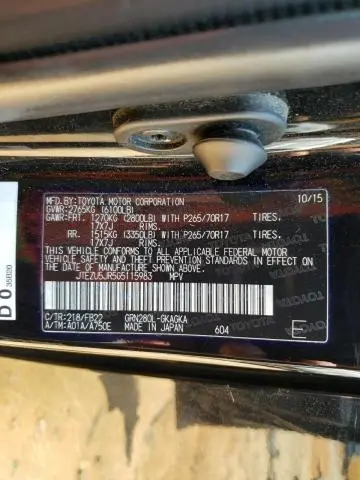 MFD.BY:TOYOTA MOTOR CORPORATION 10/15
GVWR:2765KG (6100LB)
GAWR:FRT. 1270KG (2800LB) WITH P265/70R17 TIRES,
17X7J RIMS,
RR. 1515KG (3350LB) WITH P265/70R17 TIRES,
17X7J RIMS,
THIS VEHICLE CONFORMS TO ALL APPLICABLE FEDERAL MOTOR
VEHICLE SAFETY AND THEFT PREVENTION STANDARDS IN
EFFECT ON THE DATE OF MANUFACTURE SHOWN ABOVE.
JTEZU5JR5G5115983 MPV
C/TR:218/FB22 GRN280L-GKAGKA
A/TM:A01A/A750E MADE IN JAPAN 604 E
D 0